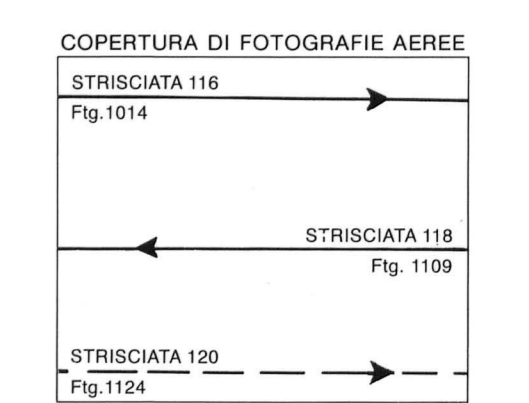 COPERTURA DI FOTOGRAFIE AEREE
STRISCIATA 116
Ftg.1014
STRISCIATA 118
Ftg. 1109
STRISCIATA 120
Ftg.1124